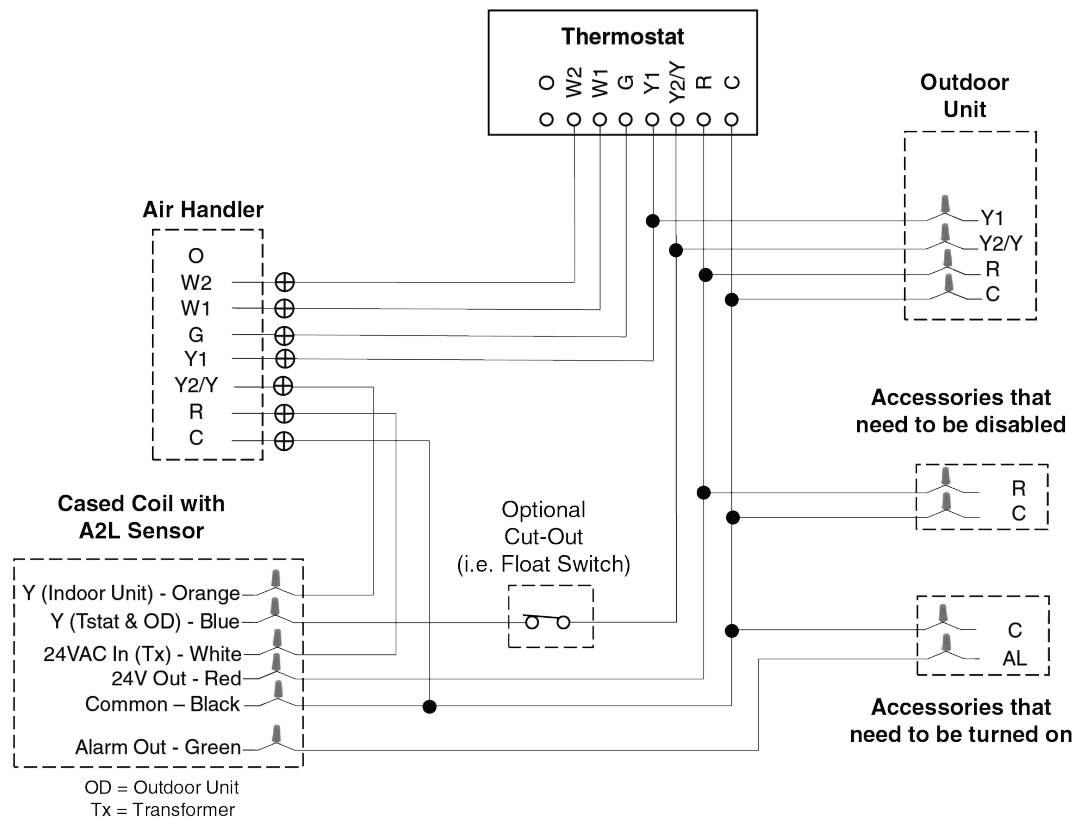 Thermostat
O W2 W1 G Y1 Y2/Y R C
Outdoor
Unit
Y1
Y2/Y
R
C
Air Handler
O
W2
W1
G
Y1
Y2/Y
R
C
Accessories that
need to be disabled
R
C
Cased Coil with
A2L Sensor
Y (Indoor Unit) - Orange
Y (Tstat & OD) - Blue
24VAC In (Tx) - White
24V Out - Red
Common – Black
Alarm Out - Green
OD = Outdoor Unit
Tx = Transformer
Optional
Cut-Out
(i.e. Float Switch)
C
AL
Accessories that
need to be turned on